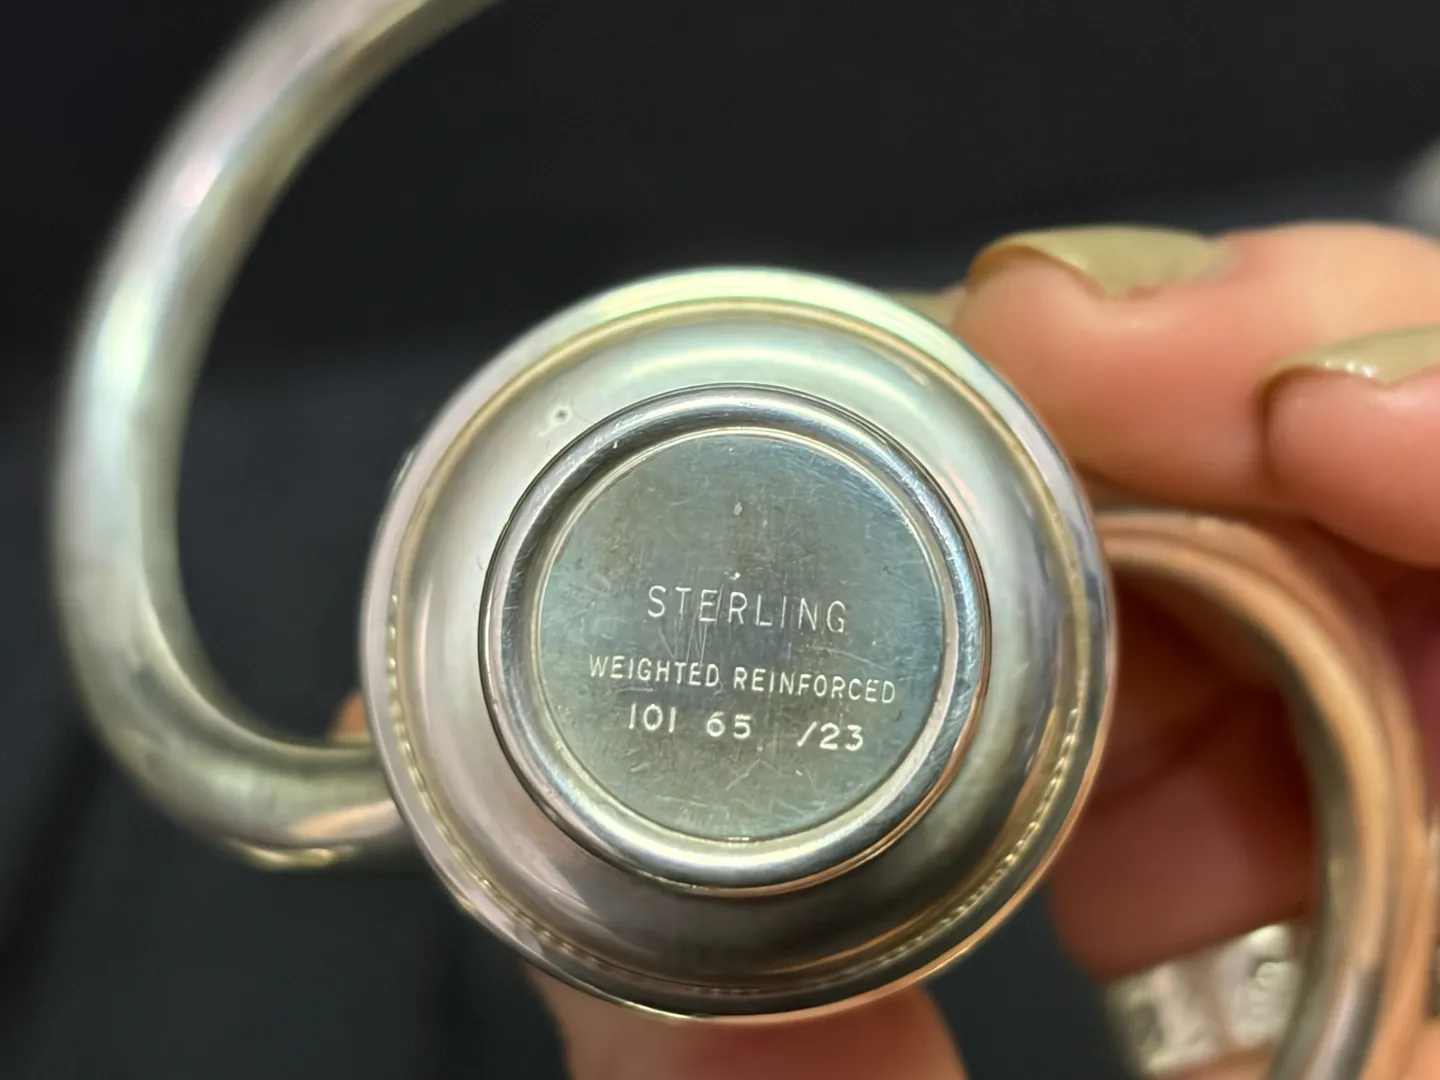 STERLING
WEIGHTED REINFORCED
101 65 /23